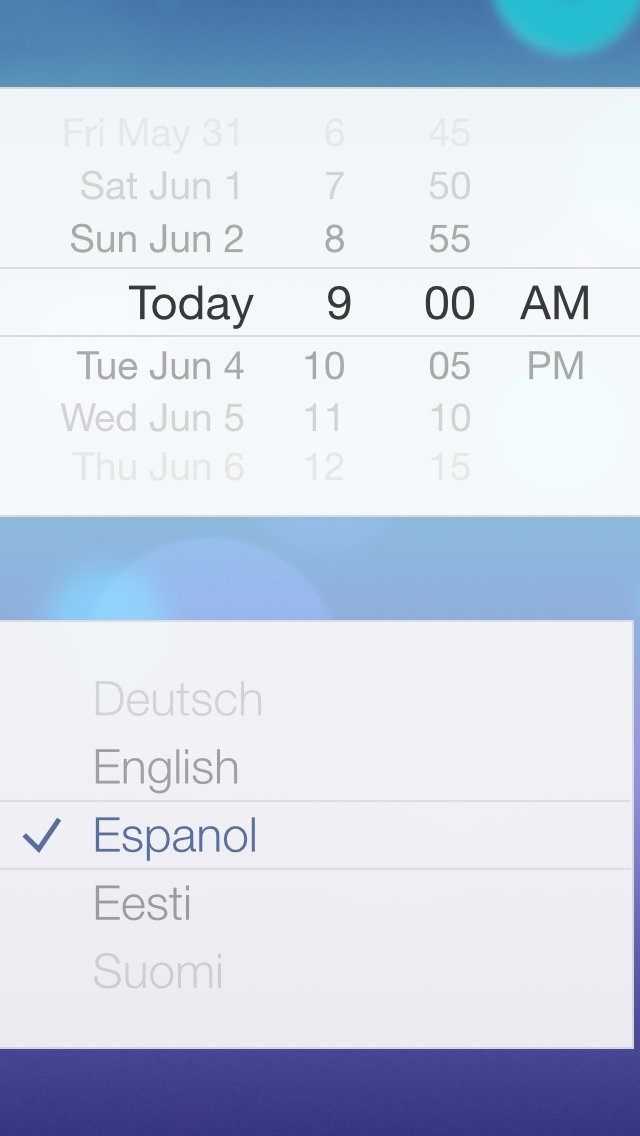 Fri May 31 6 45
Sat Jun 1 7 50
Sun Jun 2 8 55
Today 9 00 AM
Tue Jun 4 10 05 PM
Wed Jun 5 11 10
Thu Jun 6 12 15
Deutsch
English
Espanol
Eesti
Suomi